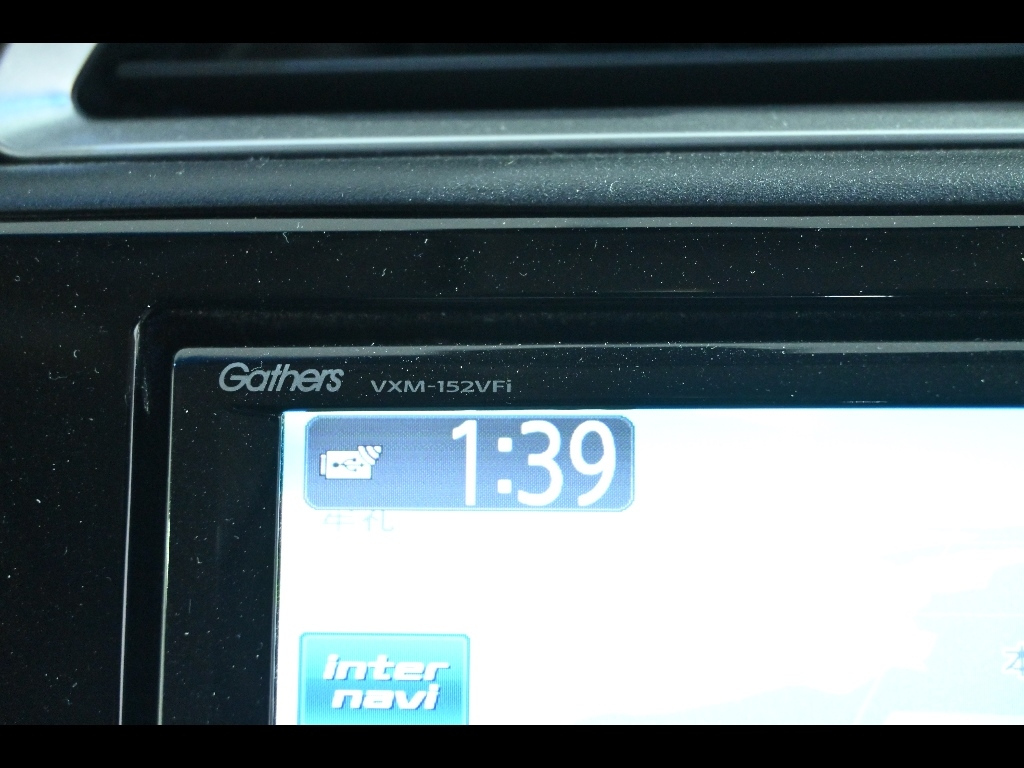 Gathers VXM-152VFi
1:39
inter
navi